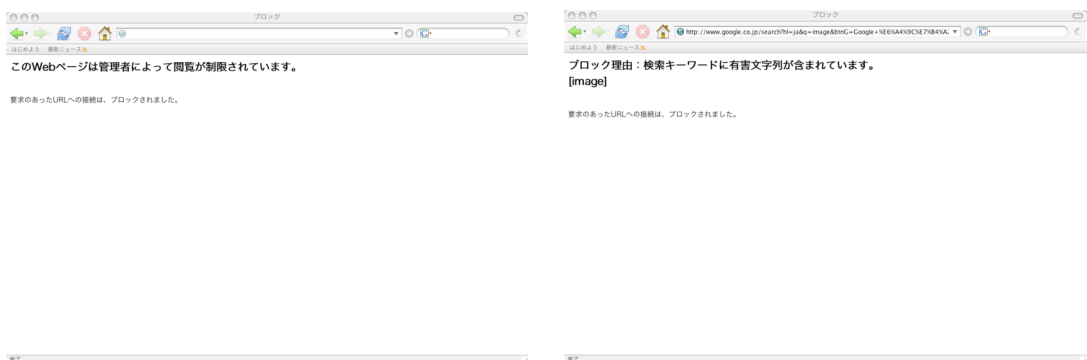 ブロック
はじめよう 最新ニュース
このWebページは管理者によって閲覧が制限されています。
要求のあったURLへの接続は、ブロックされました。
完了
ブロック
http://www.google.co.jp/search?hl=ja&q=image&btnG=Google+%E6%A4%9C%E7%B4%A2
はじめよう 最新ニュース
ブロック理由：検索キーワードに有害文字列が含まれています。
[image]
要求のあったURLへの接続は、ブロックされました。
完了